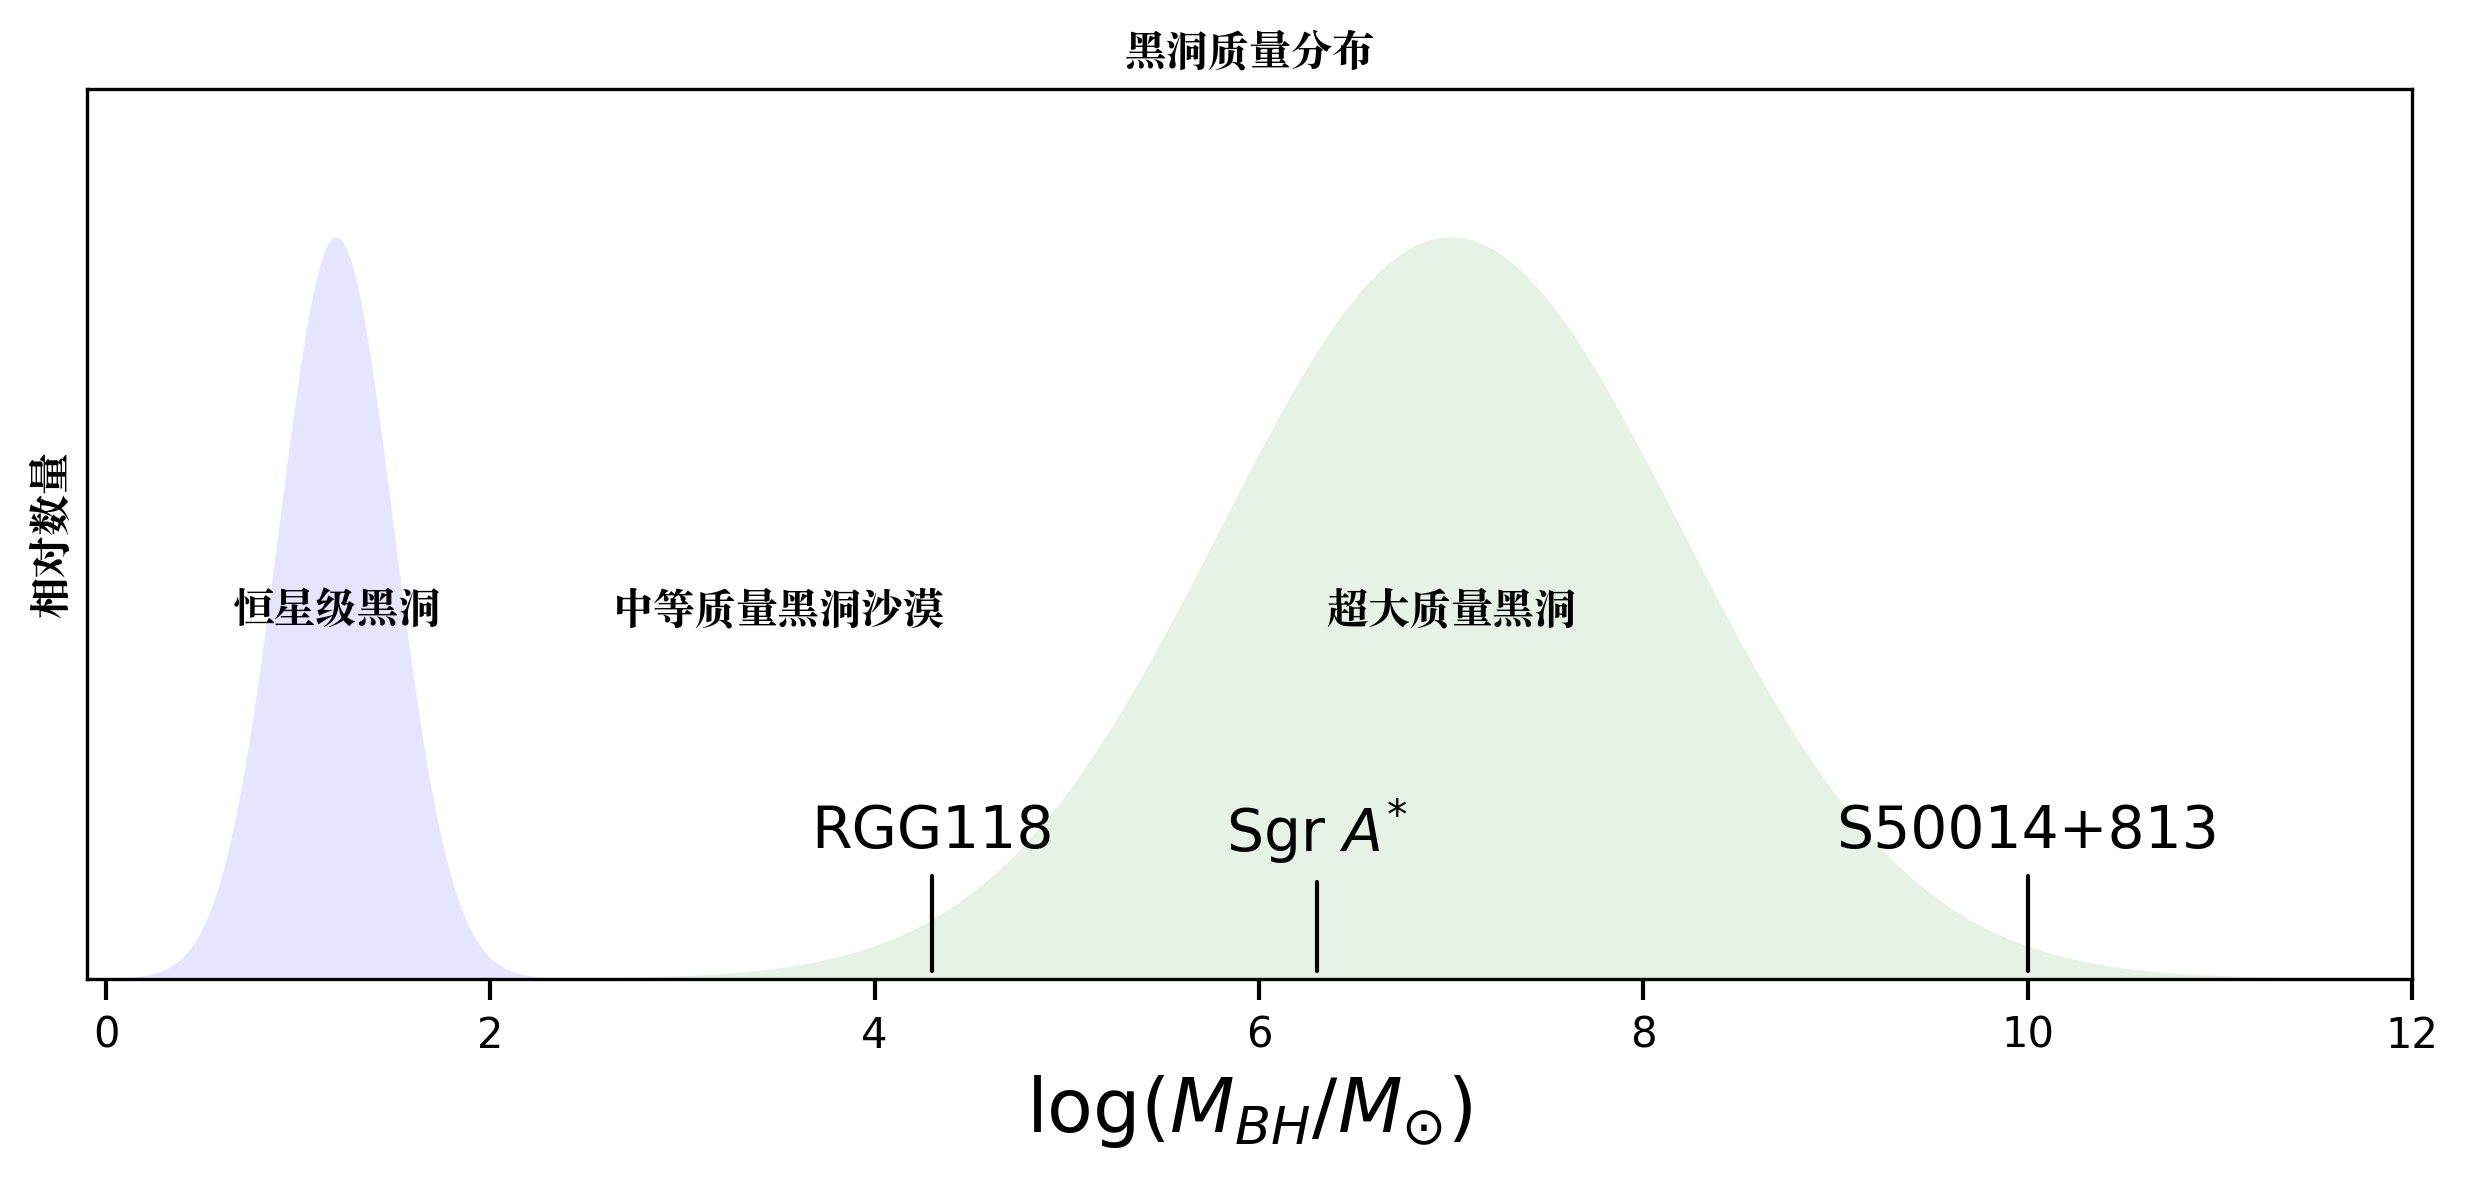 黑洞质量分布
相对数量
恒星级黑洞 中等质量黑洞沙漠 超大质量黑洞
RGG118 Sgr A* S50014+813
0 2 4 6 8 10 12
log(M_BH/M_⊙)